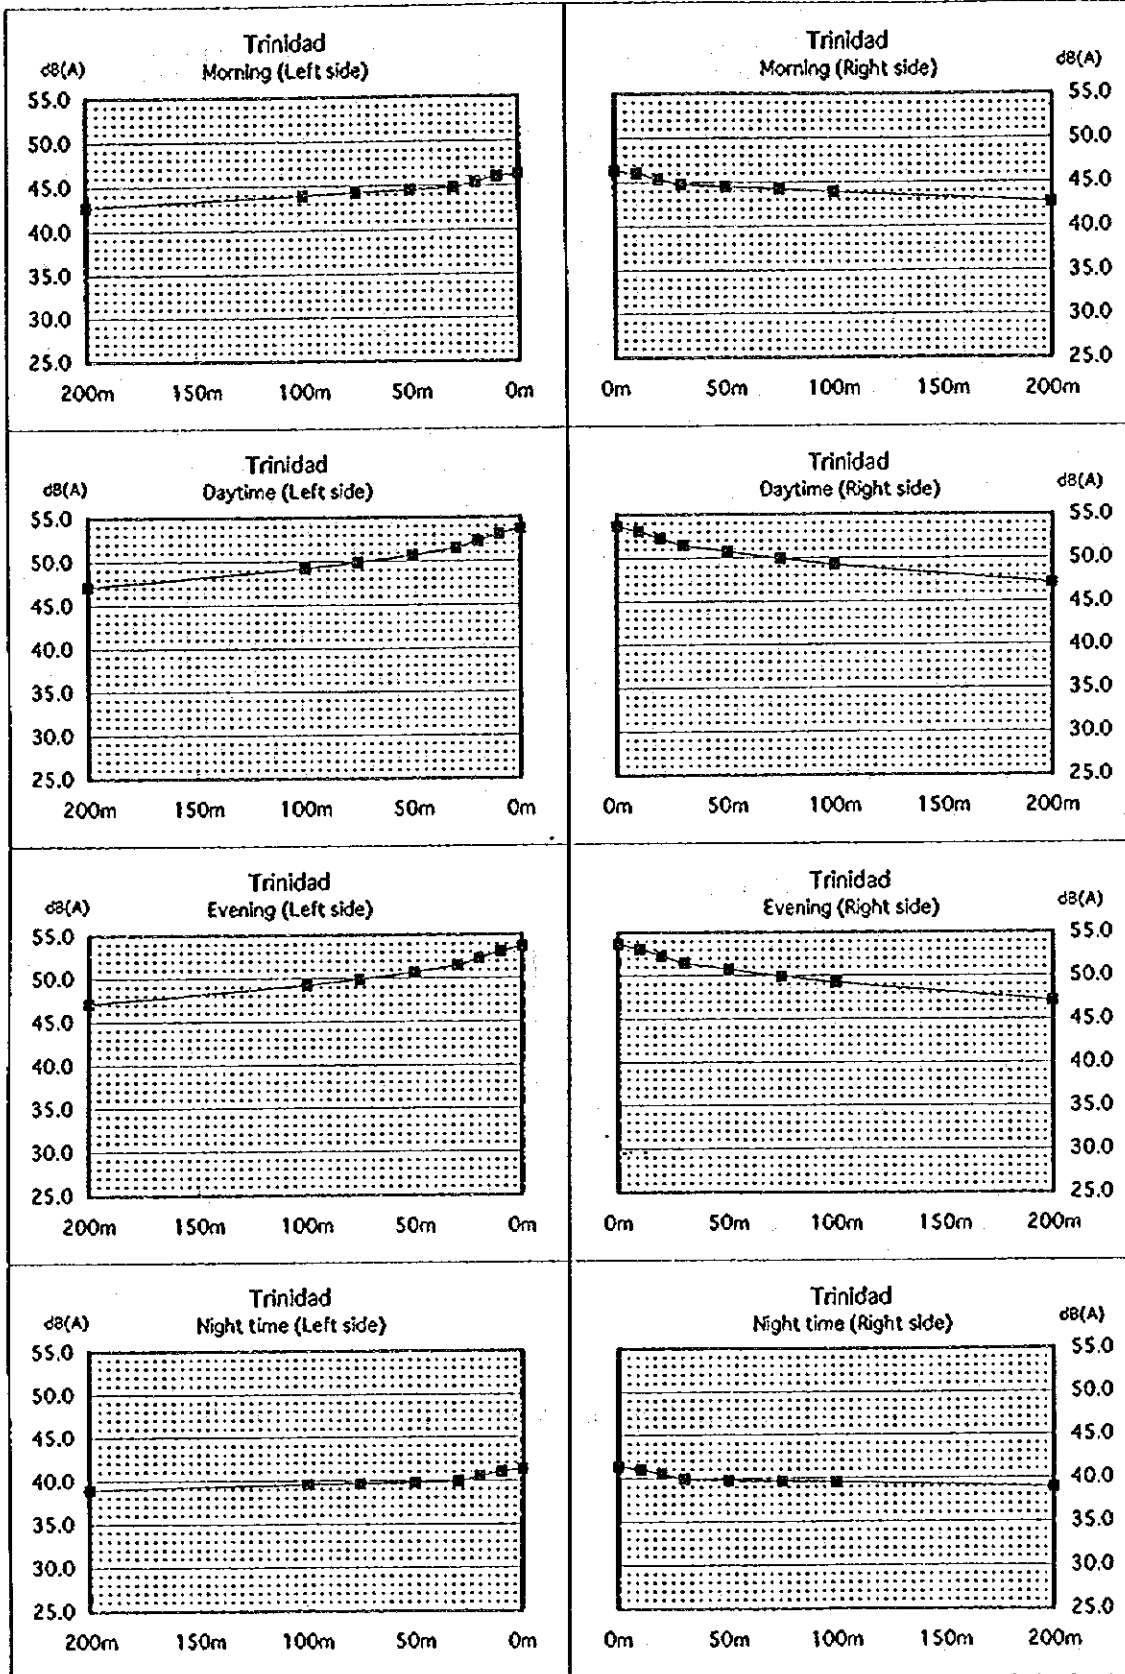 Trinidad
Morning (Left side)
dB(A)
55.0
50.0
45.0
40.0
35.0
30.0
25.0
200m 150m 100m 50m 0m
Trinidad
Morning (Right side)
dB(A)
55.0
50.0
45.0
40.0
35.0
30.0
25.0
0m 50m 100m 150m 200m
Trinidad
Daytime (Left side)
dB(A)
55.0
50.0
45.0
40.0
35.0
30.0
25.0
200m 150m 100m 50m 0m
Trinidad
Daytime (Right side)
dB(A)
55.0
50.0
45.0
40.0
35.0
30.0
25.0
0m 50m 100m 150m 200m
Trinidad
Evening (Left side)
dB(A)
55.0
50.0
45.0
40.0
35.0
30.0
25.0
200m 150m 100m 50m 0m
Trinidad
Evening (Right side)
dB(A)
55.0
50.0
45.0
40.0
35.0
30.0
25.0
0m 50m 100m 150m 200m
Trinidad
Night time (Left side)
dB(A)
55.0
50.0
45.0
40.0
35.0
30.0
25.0
200m 150m 100m 50m 0m
Trinidad
Night time (Right side)
dB(A)
55.0
50.0
45.0
40.0
35.0
30.0
25.0
0m 50m 100m 150m 200m